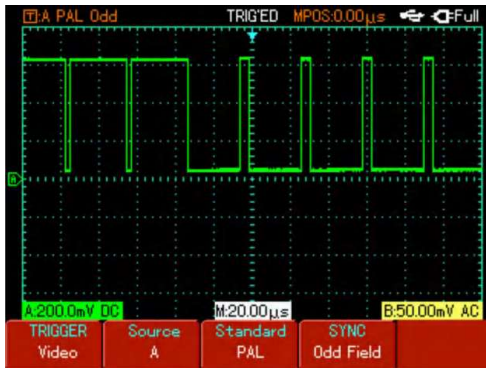 T:A PAL Odd TRIG'ED MPOS:0.00μs Full
A
A:200.0mV DC M:20.00μs B:50.00mV AC
TRIGGER Source Standard SYNC
Video A PAL Odd Field